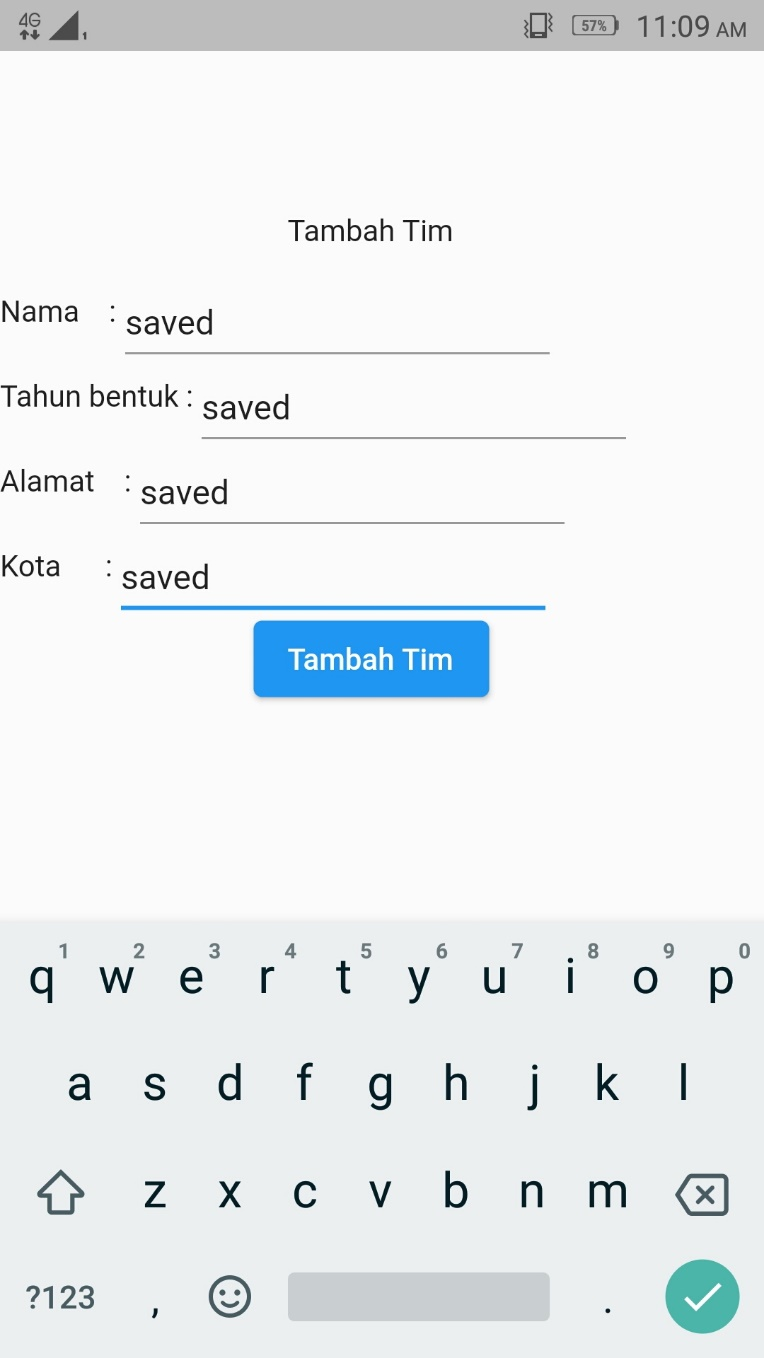 4G 1 57% 11:09 AM
Tambah Tim
Nama : saved
Tahun bentuk : saved
Alamat : saved
Kota : saved
Tambah Tim
1 2 3 4 5 6 7 8 9 0
q w e r t y u i o p
a s d f g h j k l
z x c v b n m
?123 , .